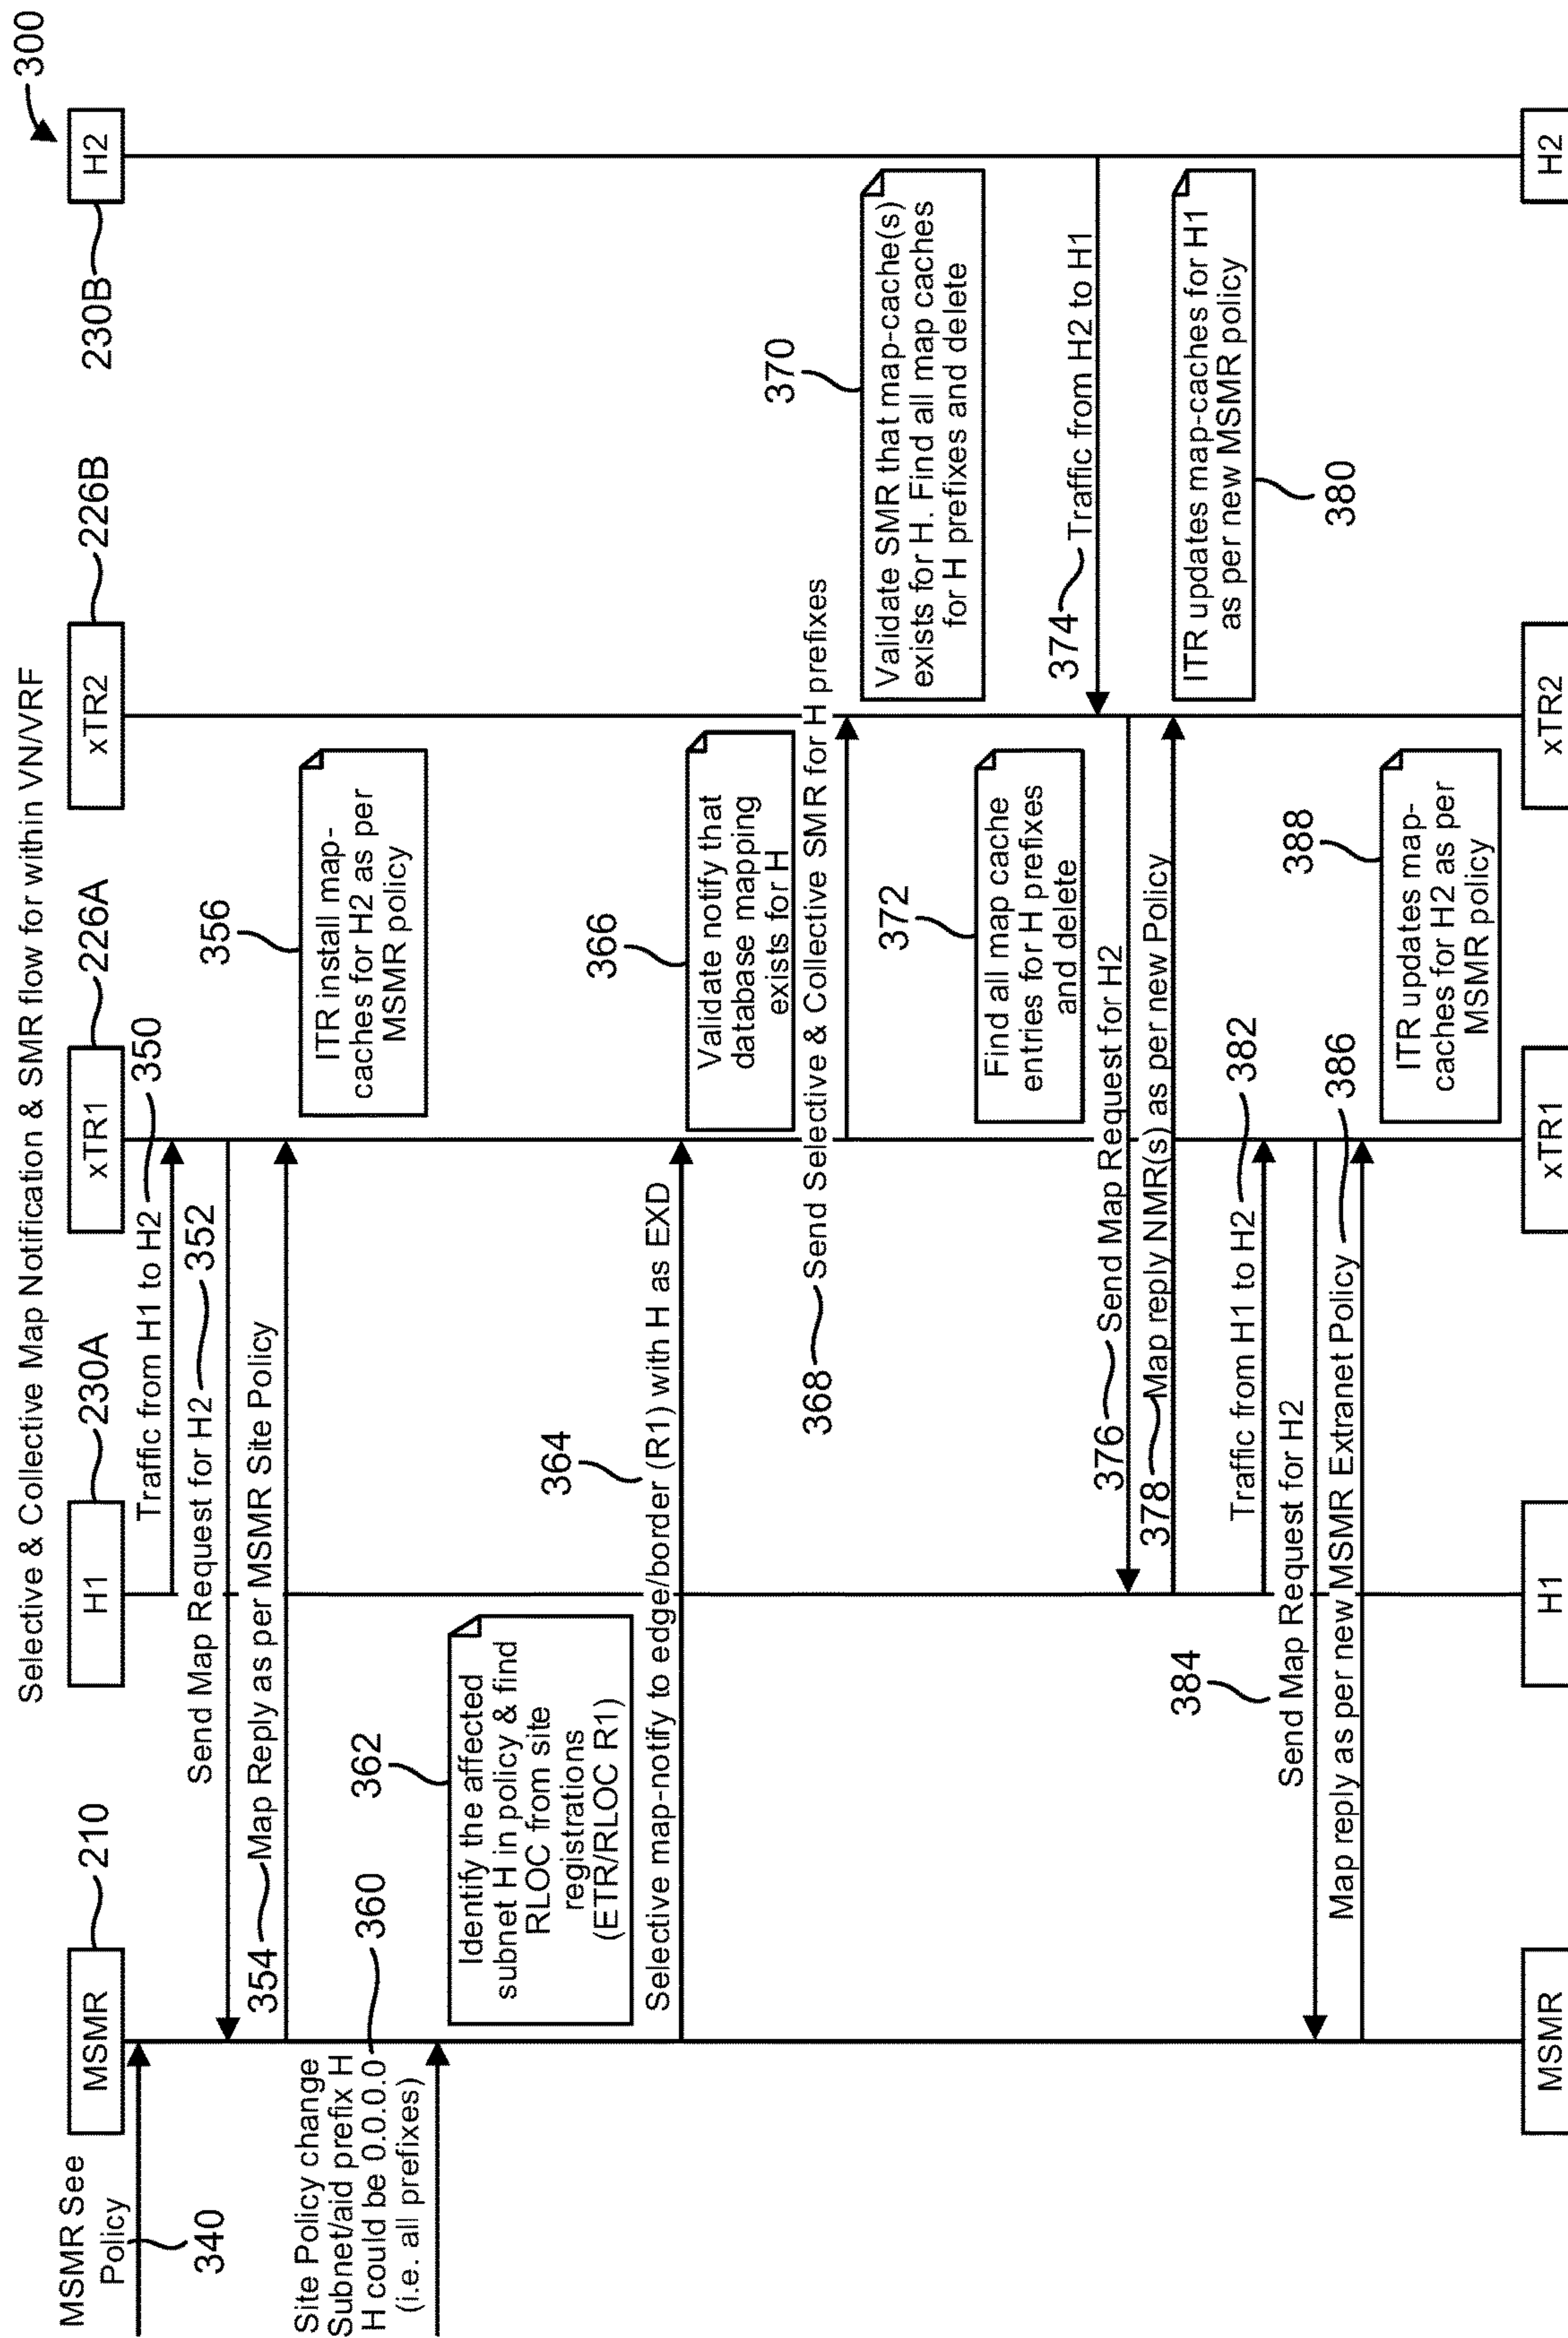 Selective & Collective Map Notification & SMR flow for within VN/VRF
300
210
230A
226A
226B
230B
MSMR
H1
xTR1
xTR2
H2
MSMR See
Policy
340
Traffic from H1 to H2
350
Send Map Request for H2
352
354
Map Reply as per MSMR Site Policy
356
ITR install map-
caches for H2 as per
MSMR policy
Site Policy change
Subnet/aid prefix H
H could be 0.0.0.0
(i.e. all prefixes)
360
362
Identify the affected
subnet H in policy & find
RLOC from site
registrations
(ETR/RLOC R1)
364
Selective map-notify to edge/border (R1) with H as EXD
366
Validate notify that
database mapping
exists for H
368
Send Selective & Collective SMR for H prefixes
370
Validate SMR that map-cache(s)
exists for H. Find all map caches
for H prefixes and delete
372
Find all map cache
entries for H prefixes
and delete
374
Traffic from H2 to H1
376
Send Map Request for H2
378
Map reply NMR(s) as per new Policy
ITR updates map-caches for H1
as per new MSMR policy
380
Traffic from H1 to H2
382
384
Send Map Request for H2
Map reply as per new MSMR Extranet Policy
386
388
ITR updates map-
caches for H2 as per
MSMR policy
MSMR
H1
xTR1
xTR2
H2